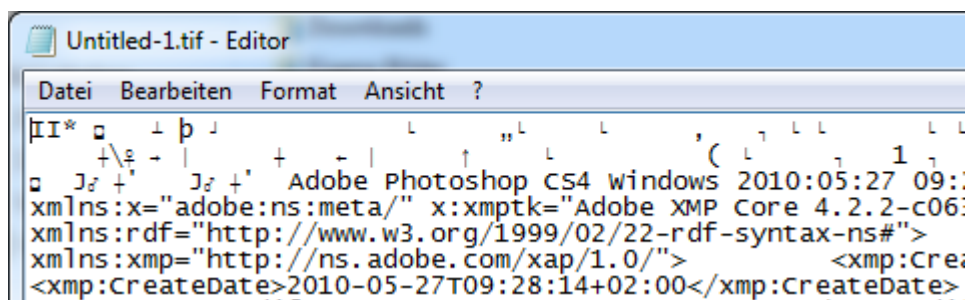 Untitled-1.tif - Editor
Datei Bearbeiten Format Ansicht ?
II*
Adobe Photoshop CS4 Windows 2010:05:27 09:
xmlns:x="adobe:ns:meta/" x:xmptk="Adobe XMP Core 4.2.2-c063
xmlns:rdf="http://www.w3.org/1999/02/22-rdf-syntax-ns#">
xmlns:xmp="http://ns.adobe.com/xap/1.0/"> <xmp:Crea
<xmp:CreateDate>2010-05-27T09:28:14+02:00</xmp:CreateDate>